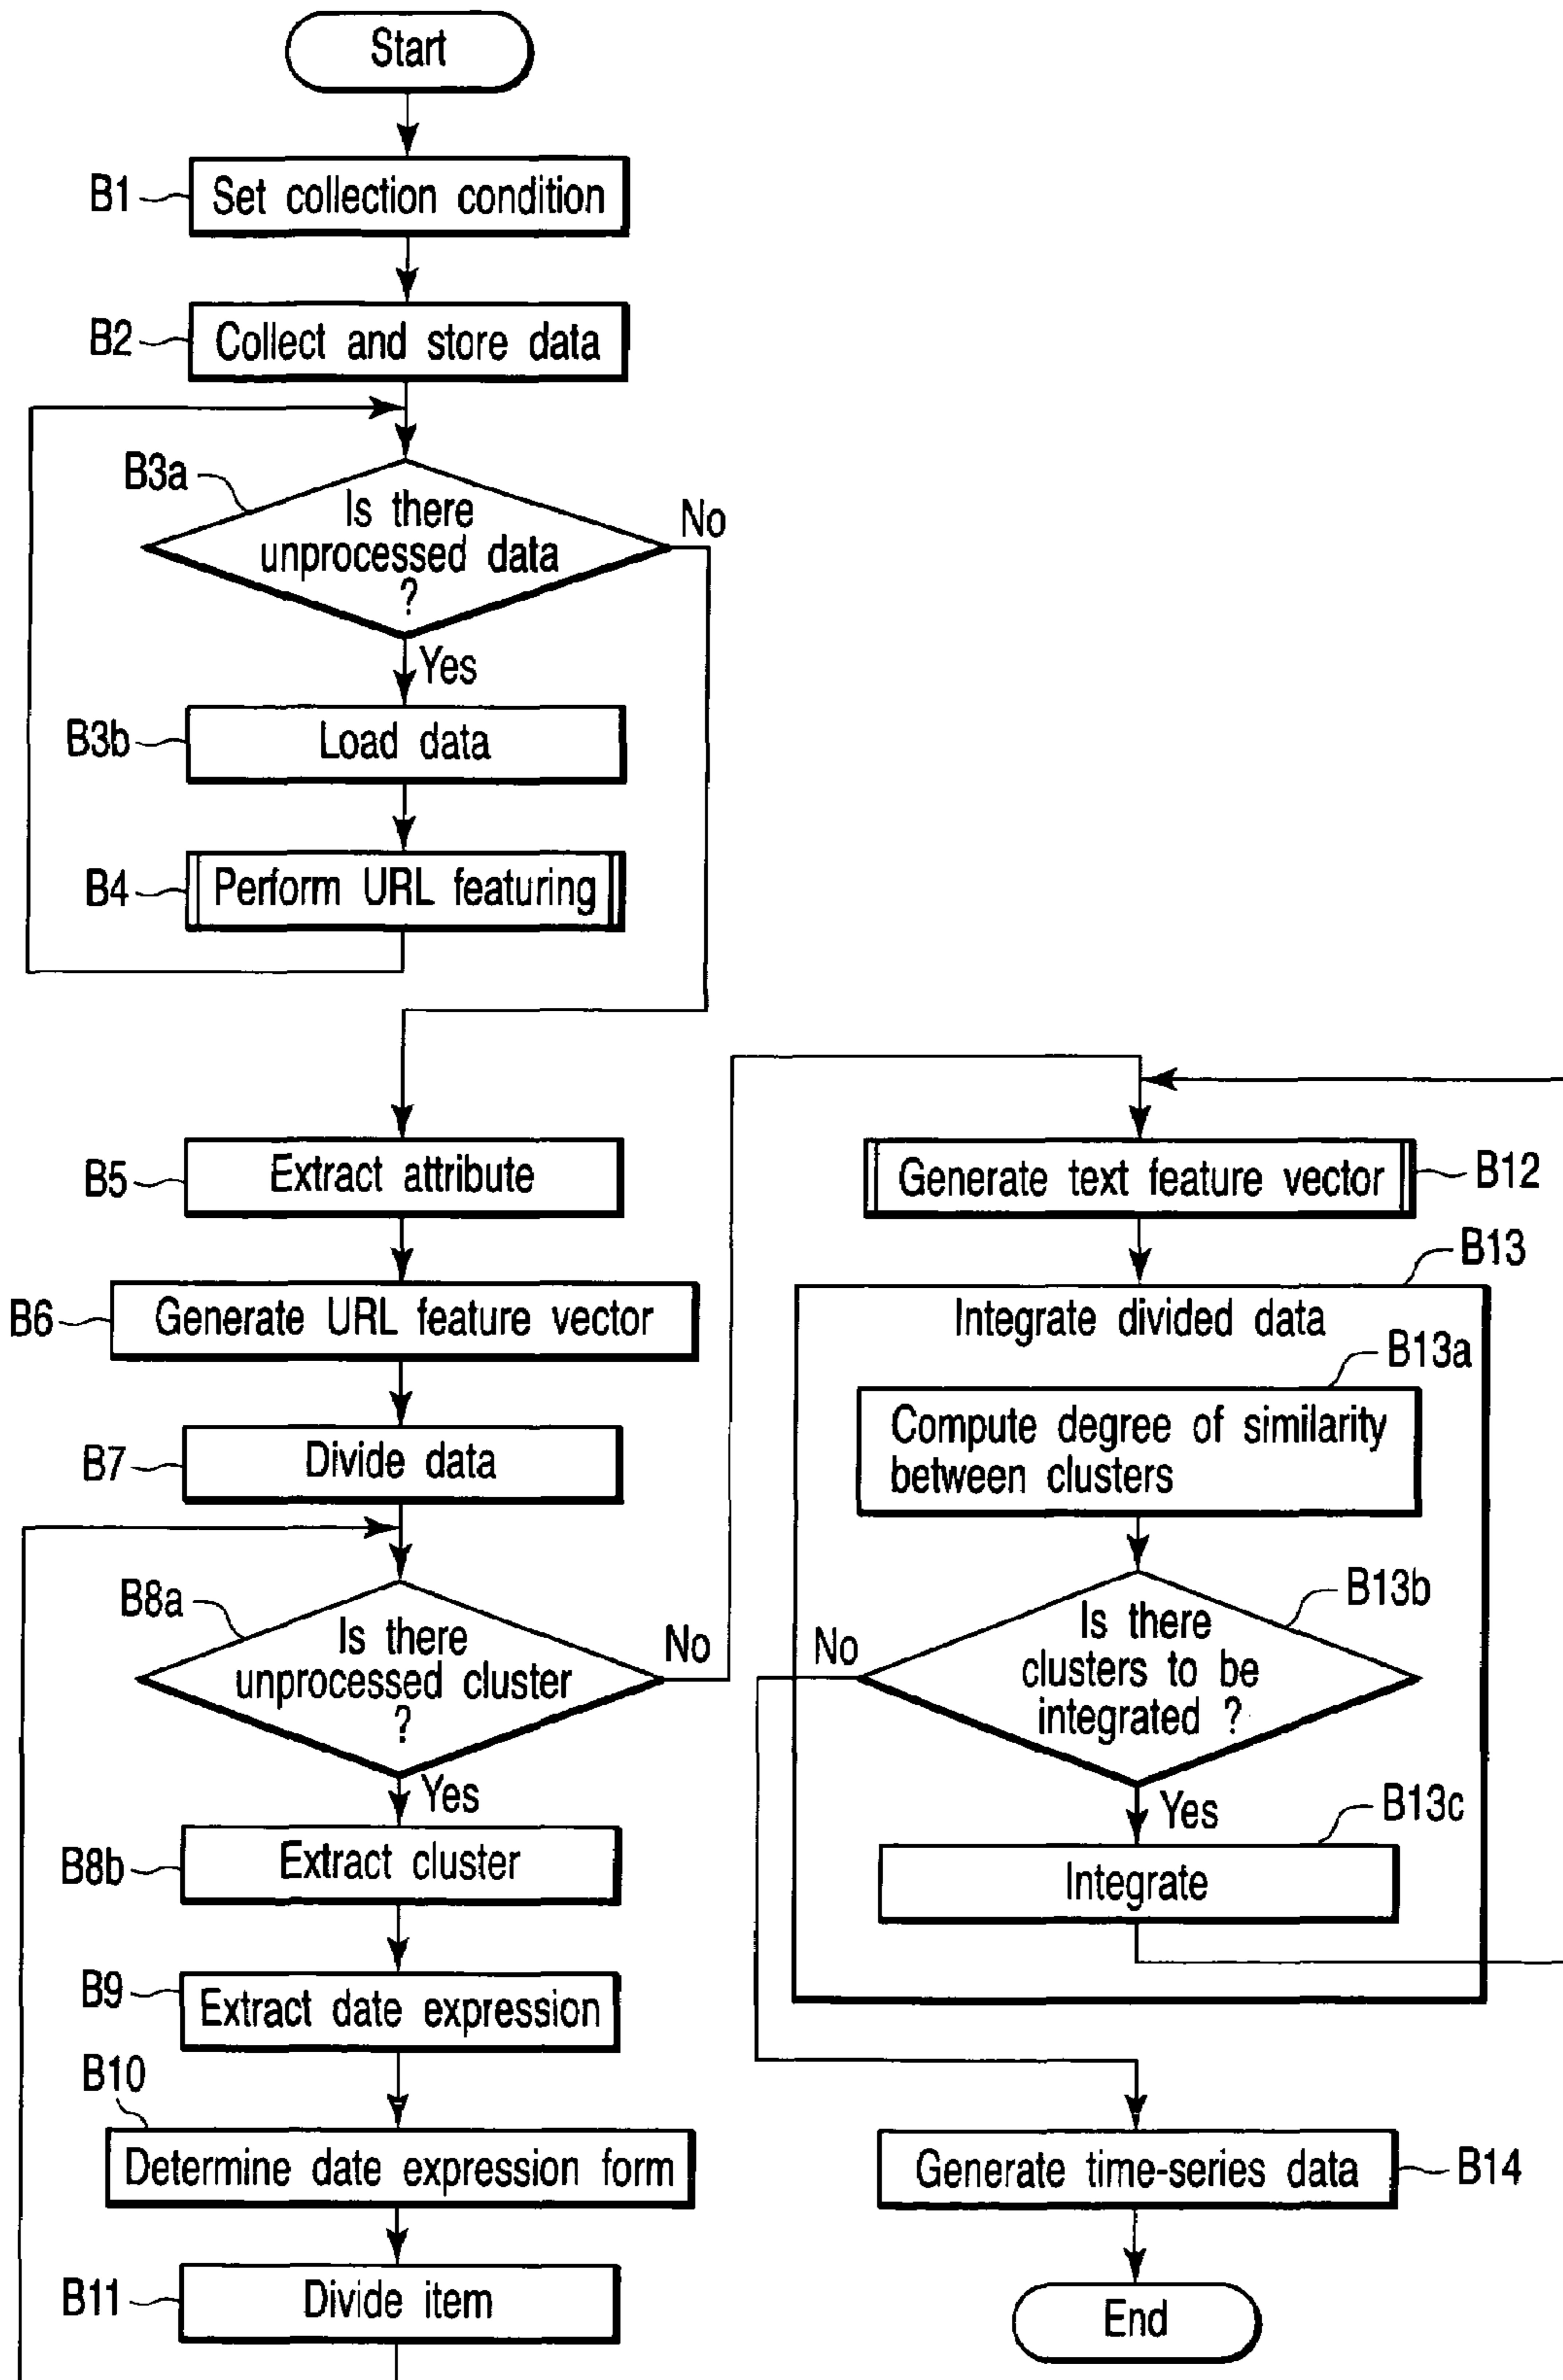 Start
B1
Set collection condition
B2
Collect and store data
B3a
Is there
unprocessed data
?
No
Yes
B3b
Load data
B4
Perform URL featuring
B5
Extract attribute
B6
Generate URL feature vector
B7
Divide data
B8a
Is there
unprocessed cluster
?
No
Yes
B8b
Extract cluster
B9
Extract date expression
B10
Determine date expression form
B11
Divide item
Generate text feature vector
B12
B13
Integrate divided data
B13a
Compute degree of similarity
between clusters
B13b
Is there
clusters to be
integrated ?
No
Yes
B13c
Integrate
Generate time-series data
B14
End